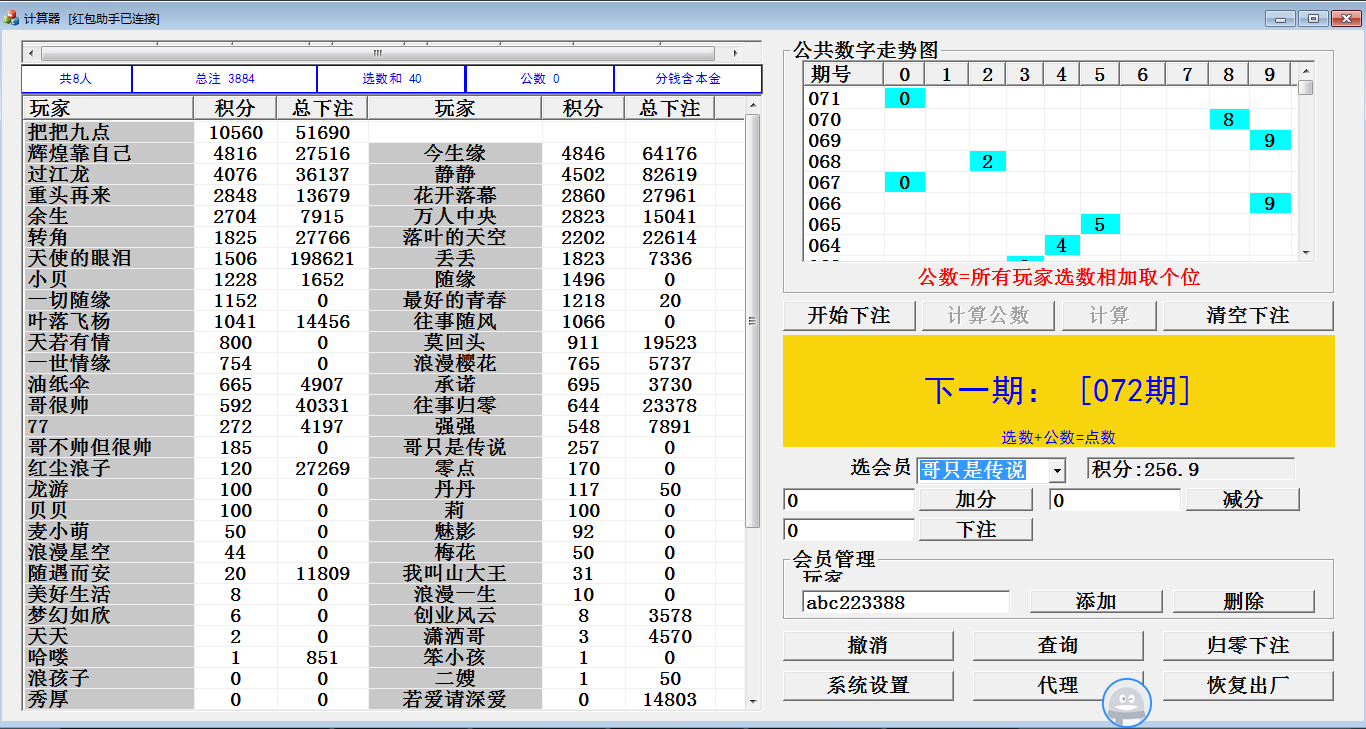 计算器 [红包助手已连接]
共8人 总注 3884 选数和 40 公数 0 分钱含本金
玩家 积分 总下注 玩家 积分 总下注
把把九点 10560 51690
辉煌靠自己 4816 27516 今生缘 4846 64176
过江龙 4076 36137 静静 4502 82619
重头再来 2848 13679 花开落幕 2860 27961
余生 2704 7915 万人中央 2823 15041
转角 1825 27766 落叶的天空 2202 22614
天使的眼泪 1506 198621 丢丢 1823 7336
小贝 1228 1652 随缘 1496 0
一切随缘 1152 0 最好的青春 1218 20
叶落飞杨 1041 14456 往事随风 1066 0
天若有情 800 0 莫回头 911 19523
一世情缘 754 0 浪漫樱花 765 5737
油纸伞 665 4907 承诺 695 3730
哥很帅 592 40331 往事归零 644 23378
77 272 4197 强强 548 7891
哥不帅但很帅 185 0 哥只是传说 257 0
红尘浪子 120 27269 零点 170 0
龙游 100 0 丹丹 117 50
贝贝 100 0 莉 100 0
麦小萌 50 0 魅影 92 0
浪漫星空 44 0 梅花 50 0
随遇而安 20 11809 我叫山大王 31 0
美好生活 8 0 浪漫一生 10 0
梦幻如欣 6 0 创业风云 8 3578
天天 2 0 潇洒哥 3 4570
哈喽 1 851 笨小孩 1 0
浪孩子 0 0 二嫂 1 50
秀厚 0 0 若爱请深爱 0 14803
公共数字走势图
期号 0 1 2 3 4 5 6 7 8 9
071 0
070 8
069 9
068 2
067 0
066 9
065 5
064 4
公数=所有玩家选数相加取个位
开始下注 计算公数 计算 清空下注
下一期： [072期]
选数+公数=点数
选会员 哥只是传说 积分:256.9
0 加分 0 减分
0 下注
会员管理
玩家
abc223388 添加 删除
撤消 查询 归零下注
系统设置 代理 恢复出厂